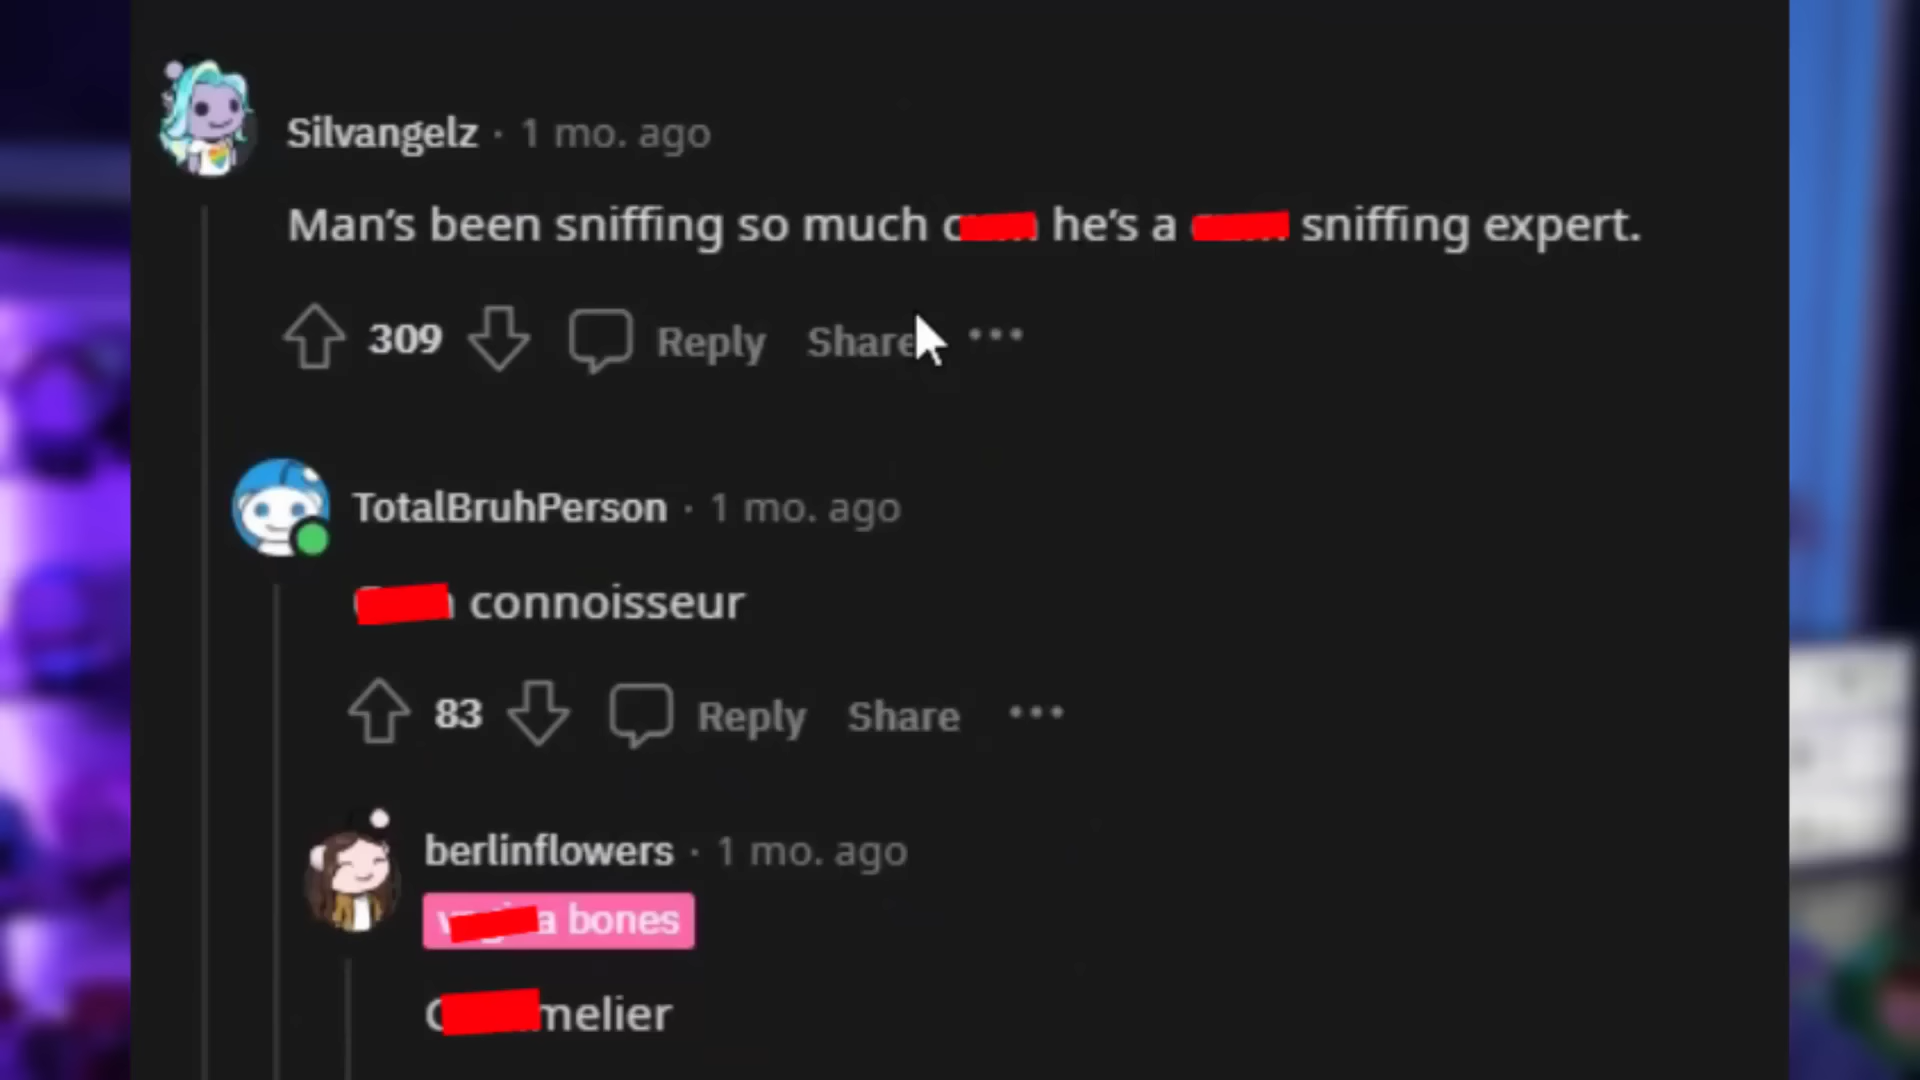 Silvangelz · 1 mo. ago
Man's been sniffing so much he's a sniffing expert.
309 Reply Share ···
TotalBruhPerson · 1 mo. ago
connoisseur
83 Reply Share ···
berlinflowers · 1 mo. ago
bones
melier